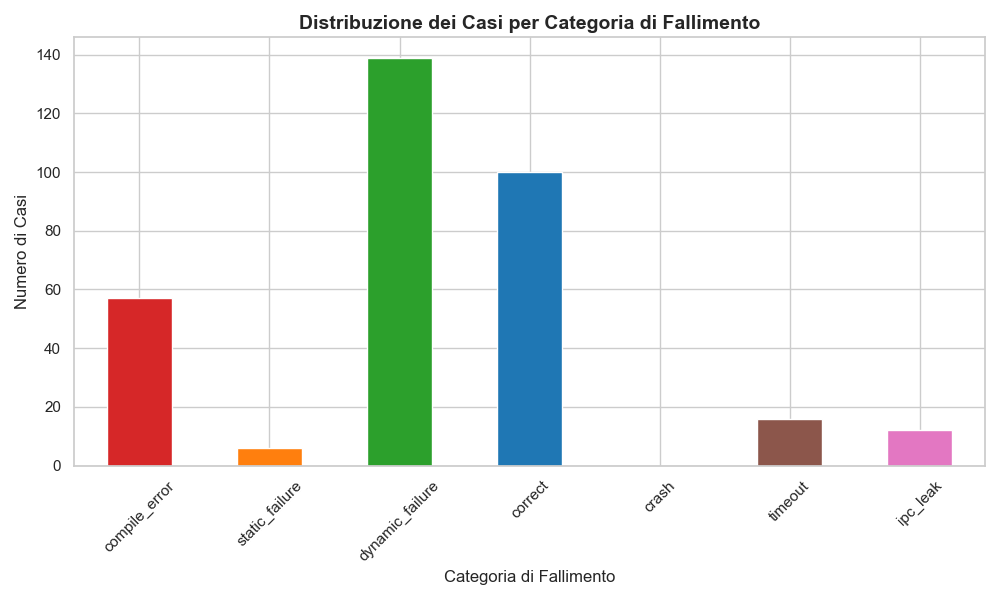 Distribuzione dei Casi per Categoria di Fallimento
Numero di Casi
140
120
100
80
60
40
20
0
compile_error
static_failure
dynamic_failure
correct
crash
timeout
ipc_leak
Categoria di Fallimento